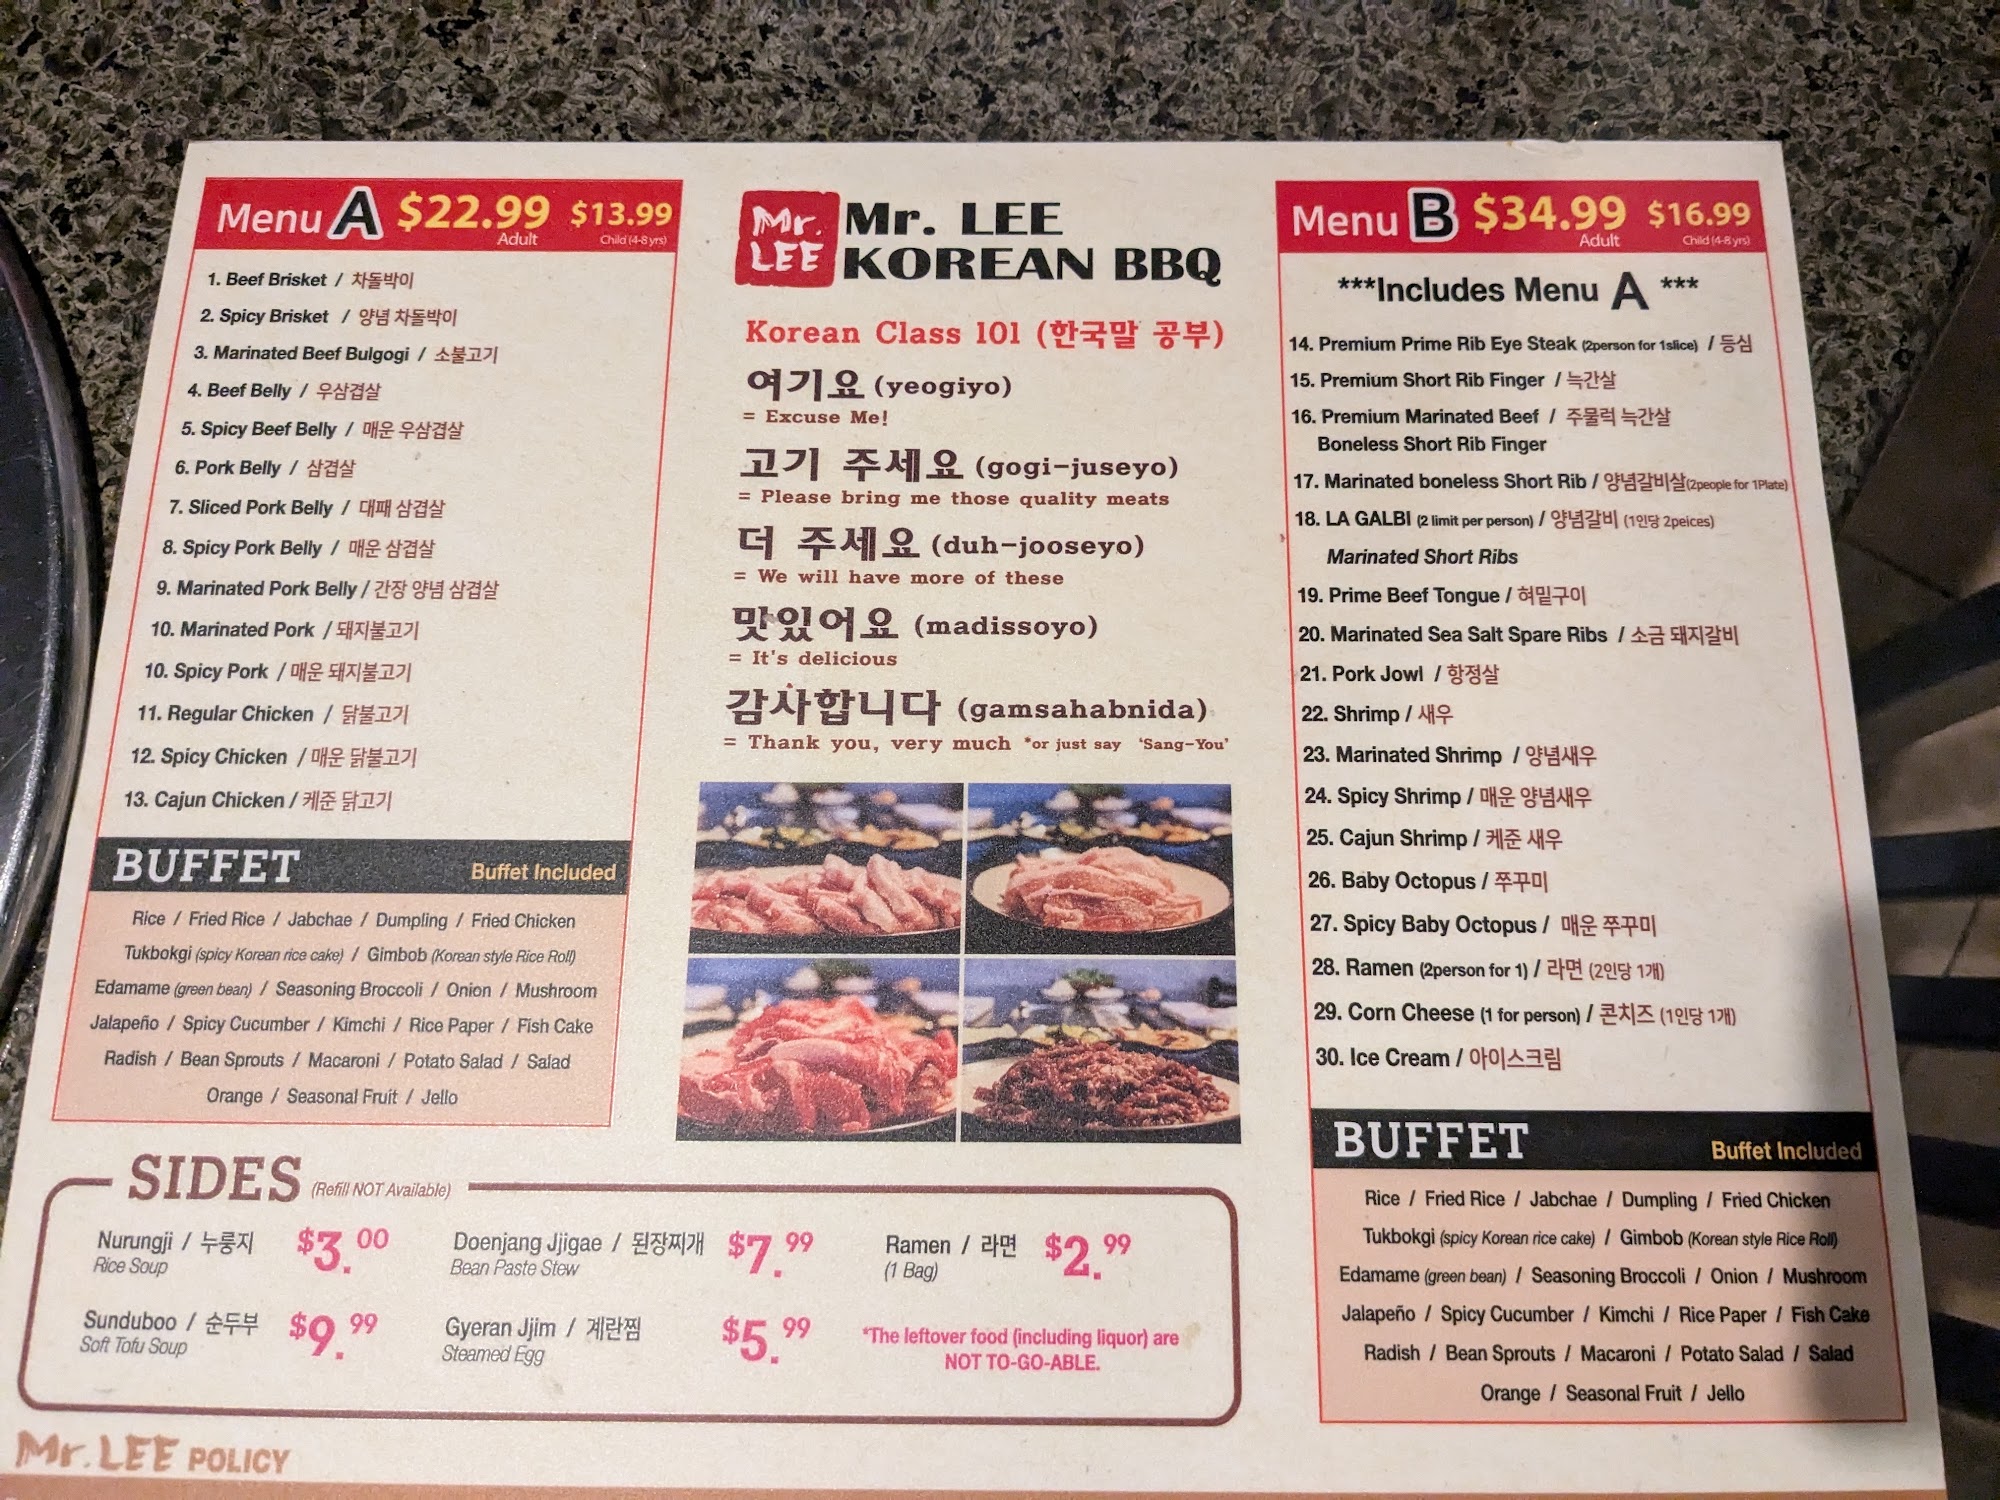 Menu A $22.99 Adult $13.99 Child (4-8 yrs)
1. Beef Brisket / 차돌박이
2. Spicy Brisket / 양념 차돌박이
3. Marinated Beef Bulgogi / 소불고기
4. Beef Belly / 우삼겹살
5. Spicy Beef Belly / 매운 우삼겹살
6. Pork Belly / 삼겹살
7. Sliced Pork Belly / 대패 삼겹살
8. Spicy Pork Belly / 매운 삼겹살
9. Marinated Pork Belly / 간장 양념 삼겹살
10. Marinated Pork / 돼지불고기
10. Spicy Pork / 매운 돼지불고기
11. Regular Chicken / 닭불고기
12. Spicy Chicken / 매운 닭불고기
13. Cajun Chicken / 케준 닭고기
BUFFET Buffet Included
Rice / Fried Rice / Jabchae / Dumpling / Fried Chicken
Tukbokgi (spicy Korean rice cake) / Gimbob (Korean style Rice Roll)
Edamame (green bean) / Seasoning Broccoli / Onion / Mushroom
Jalapeño / Spicy Cucumber / Kimchi / Rice Paper / Fish Cake
Radish / Bean Sprouts / Macaroni / Potato Salad / Salad
Orange / Seasonal Fruit / Jello
Mr. LEE
Mr. LEE
KOREAN BBQ
Korean Class 101 (한국말 공부)
여기요 (yeogiyo)
= Excuse Me!
고기 주세요 (gogi-juseyo)
= Please bring me those quality meats
더 주세요 (duh-jooseyo)
= We will have more of these
맛있어요 (madissoyo)
= It's delicious
감사합니다 (gamsahabnida)
= Thank you, very much *or just say 'Sang-You'
Menu B $34.99 Adult $16.99 Child (4-8 yrs)
***Includes Menu A ***
14. Premium Prime Rib Eye Steak (2person for 1slice) / 등심
15. Premium Short Rib Finger / 늑간살
16. Premium Marinated Beef / 주물럭 늑간살
Boneless Short Rib Finger
17. Marinated boneless Short Rib / 양념갈비살(2people for 1Plate)
18. LA GALBI (2 limit per person) / 양념갈비 (1인당 2peices)
Marinated Short Ribs
19. Prime Beef Tongue / 혀밑구이
20. Marinated Sea Salt Spare Ribs / 소금 돼지갈비
21. Pork Jowl / 항정살
22. Shrimp / 새우
23. Marinated Shrimp / 양념새우
24. Spicy Shrimp / 매운 양념새우
25. Cajun Shrimp / 케준 새우
26. Baby Octopus / 쭈꾸미
27. Spicy Baby Octopus / 매운 쭈꾸미
28. Ramen (2person for 1) / 라면 (2인당 1개)
29. Corn Cheese (1 for person) / 콘치즈 (1인당 1개)
30. Ice Cream / 아이스크림
BUFFET Buffet Included
Rice / Fried Rice / Jabchae / Dumpling / Fried Chicken
Tukbokgi (spicy Korean rice cake) / Gimbob (Korean style Rice Roll)
Edamame (green bean) / Seasoning Broccoli / Onion / Mushroom
Jalapeño / Spicy Cucumber / Kimchi / Rice Paper / Fish Cake
Radish / Bean Sprouts / Macaroni / Potato Salad / Salad
Orange / Seasonal Fruit / Jello
SIDES (Refill NOT Available)
Nurungji / 누룽지 $3.00 Doenjang Jjigae / 된장찌개 $7.99 Ramen / 라면 $2.99
Rice Soup Bean Paste Stew (1 Bag)
Sunduboo / 순두부 $9.99 Gyeran Jjim / 계란찜 $5.99
Soft Tofu Soup Steamed Egg
*The leftover food (including liquor) are
NOT TO-GO-ABLE.
Mr. LEE POLICY